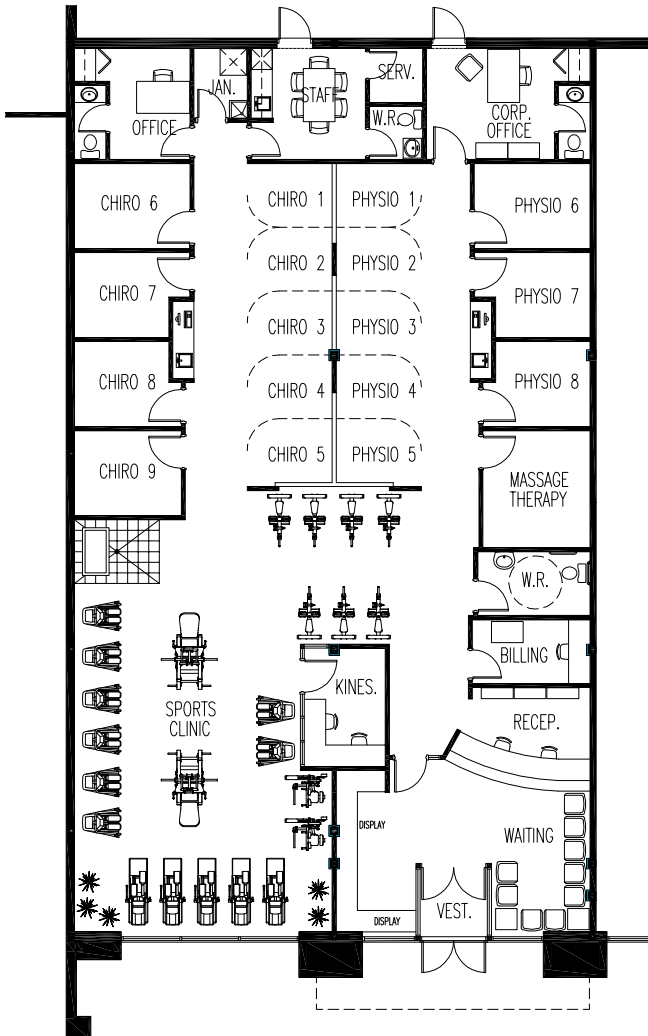 JAN.
STAFF
SERV.
OFFICE
W.R.
CORP.
OFFICE
CHIRO 6
CHIRO 1
PHYSIO 1
PHYSIO 6
CHIRO 7
CHIRO 2
PHYSIO 2
PHYSIO 7
CHIRO 3
PHYSIO 3
CHIRO 8
CHIRO 4
PHYSIO 4
PHYSIO 8
CHIRO 9
CHIRO 5
PHYSIO 5
MASSAGE
THERAPY
W.R.
BILLING
KINES.
SPORTS
CLINIC
RECEP.
DISPLAY
WAITING
VEST.
DISPLAY